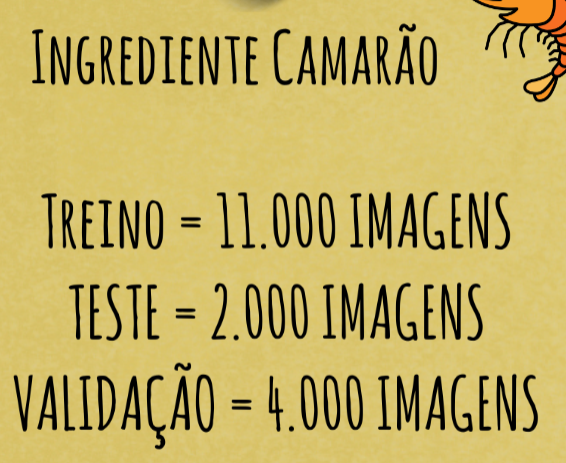 Ingrediente Camarão
Treino = 11.000 IMAGENS
TESTE = 2.000 IMAGENS
VALIDAÇÃO = 4.000 IMAGENS